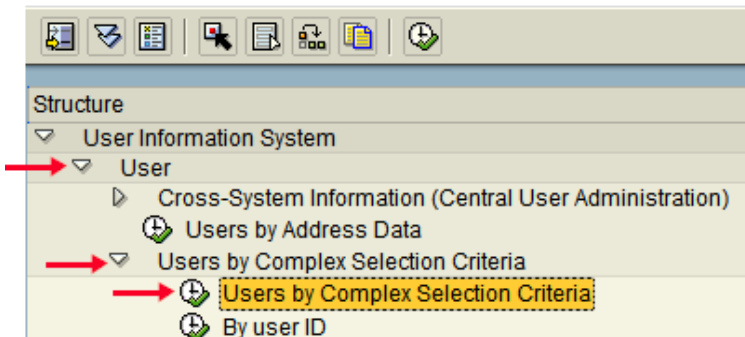 Structure
User Information System
User
Cross-System Information (Central User Administration)
Users by Address Data
Users by Complex Selection Criteria
Users by Complex Selection Criteria
By user ID